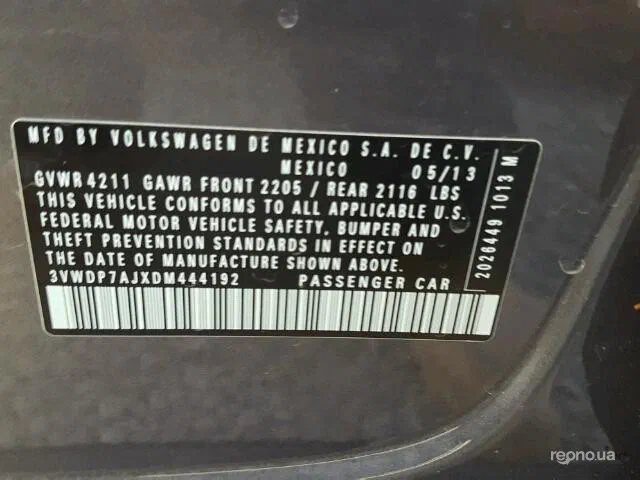 MFD BY VOLKSWAGEN DE MEXICO S.A. DE C.V.
MEXICO 05/13
GVWR 4211 GAWR FRONT 2205 / REAR 2116 LBS
THIS VEHICLE CONFORMS TO ALL APPLICABLE U.S.
FEDERAL MOTOR VEHICLE SAFETY, BUMPER AND
THEFT PREVENTION STANDARDS IN EFFECT ON
THE DATE OF MANUFACTURE SHOWN ABOVE.
3VWDP7AJXDM444192 PASSENGER CAR
2026449 1013 M
repno.ua